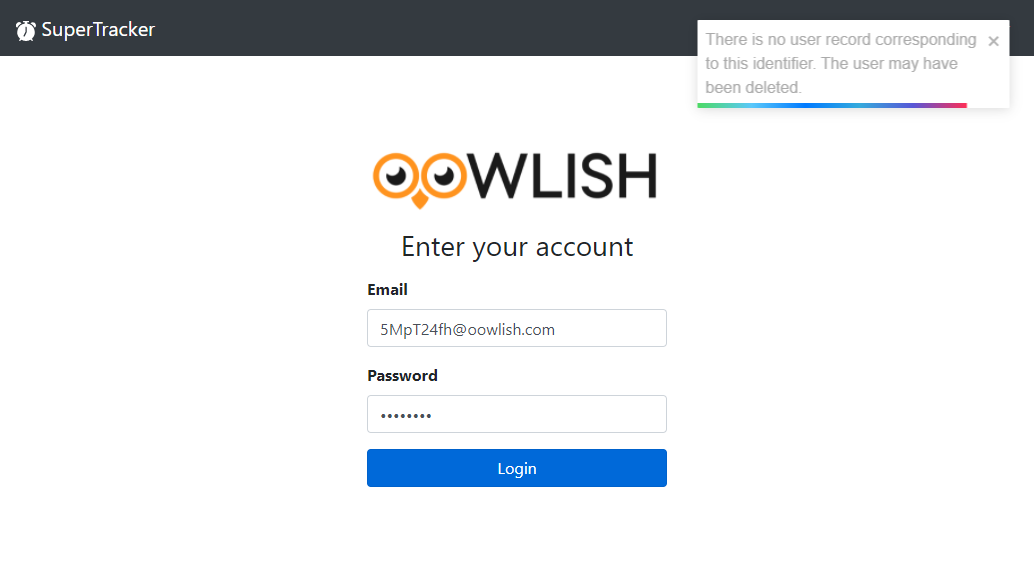 SuperTracker
There is no user record corresponding
to this identifier. The user may have
been deleted.
×
OOWLISH
Enter your account
Email
5MpT24fh@oowlish.com
Password
••••••••
Login